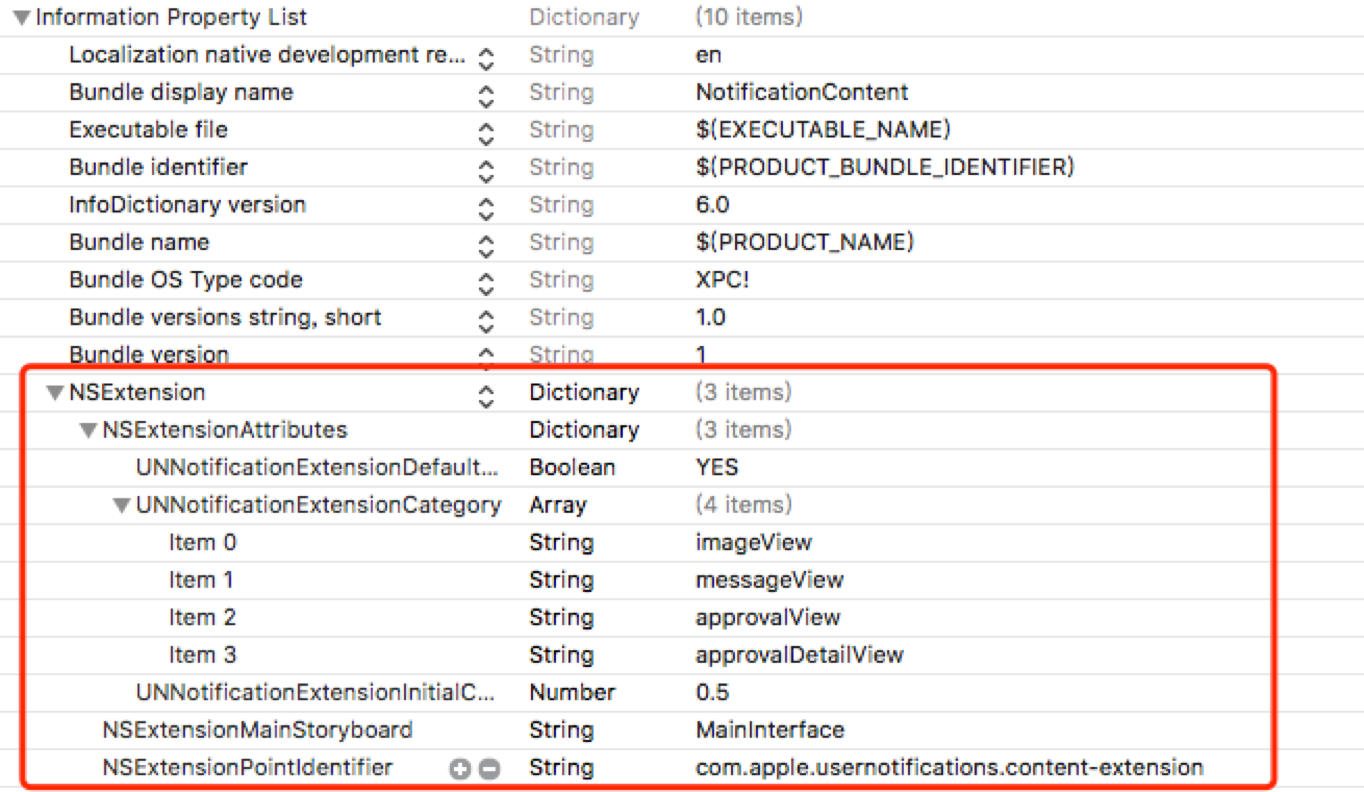 Information Property List Dictionary (10 items)
Localization native development re... String en
Bundle display name String NotificationContent
Executable file String $(EXECUTABLE_NAME)
Bundle identifier String $(PRODUCT_BUNDLE_IDENTIFIER)
InfoDictionary version String 6.0
Bundle name String $(PRODUCT_NAME)
Bundle OS Type code String XPC!
Bundle versions string, short String 1.0
Bundle version String 1
NSExtension Dictionary (3 items)
NSExtensionAttributes Dictionary (3 items)
UNNotificationExtensionDefault... Boolean YES
UNNotificationExtensionCategory Array (4 items)
Item 0 String imageView
Item 1 String messageView
Item 2 String approvalView
Item 3 String approvalDetailView
UNNotificationExtensionInitialC... Number 0.5
NSExtensionMainStoryboard String MainInterface
NSExtensionPointIdentifier String com.apple.usernotifications.content-extension